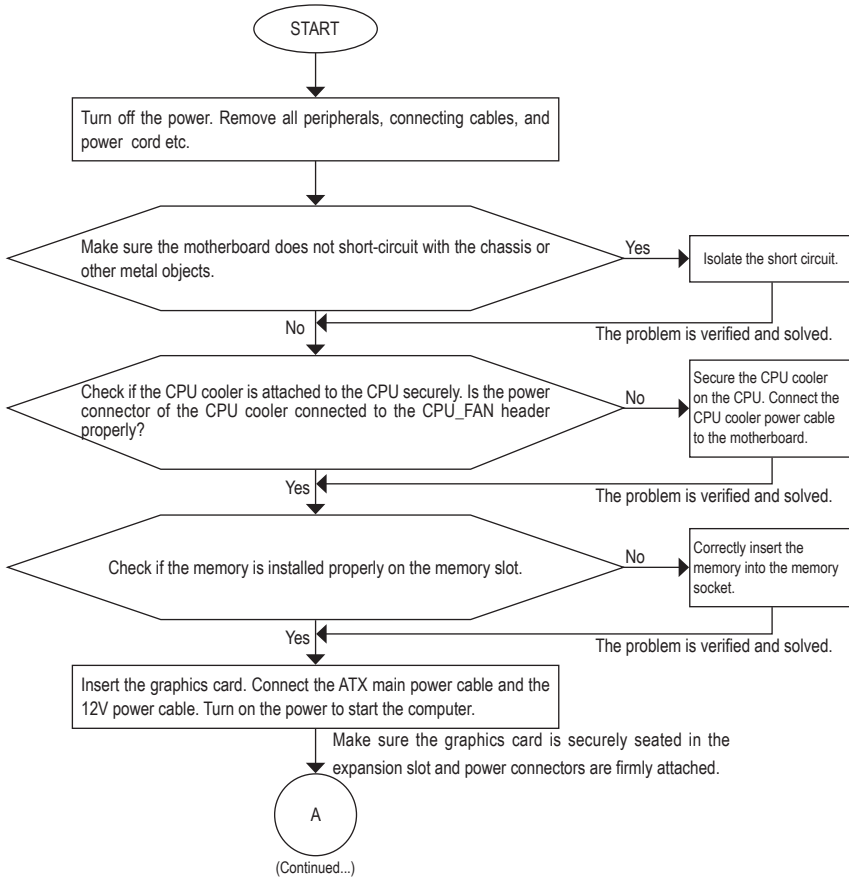 START
Turn off the power. Remove all peripherals, connecting cables, and
power cord etc.
Make sure the motherboard does not short-circuit with the chassis or
other metal objects.
Yes
Isolate the short circuit.
No
The problem is verified and solved.
Check if the CPU cooler is attached to the CPU securely. Is the power
connector of the CPU cooler connected to the CPU_FAN header
properly?
No
Secure the CPU cooler
on the CPU. Connect the
CPU cooler power cable
to the motherboard.
Yes
The problem is verified and solved.
Check if the memory is installed properly on the memory slot.
No
Correctly insert the
memory into the memory
socket.
Yes
The problem is verified and solved.
Insert the graphics card. Connect the ATX main power cable and the
12V power cable. Turn on the power to start the computer.
Make sure the graphics card is securely seated in the
expansion slot and power connectors are firmly attached.
A
(Continued...)